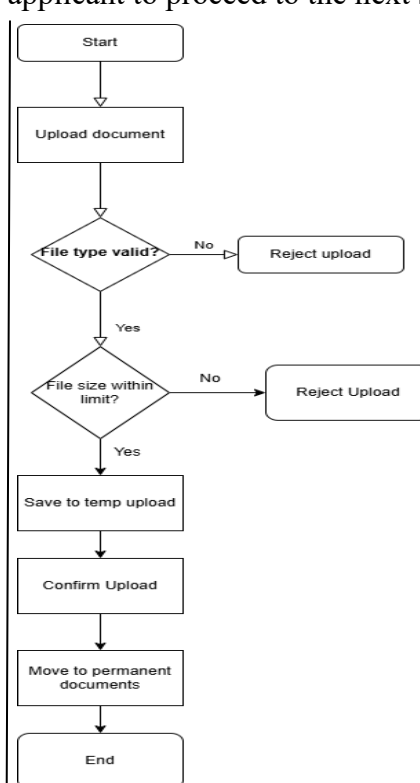 applicant to proceed to the next
Start
Upload document
File type valid?
No
Reject upload
Yes
File size within
limit?
No
Reject Upload
Yes
Save to temp upload
Confirm Upload
Move to permanent
documents
End